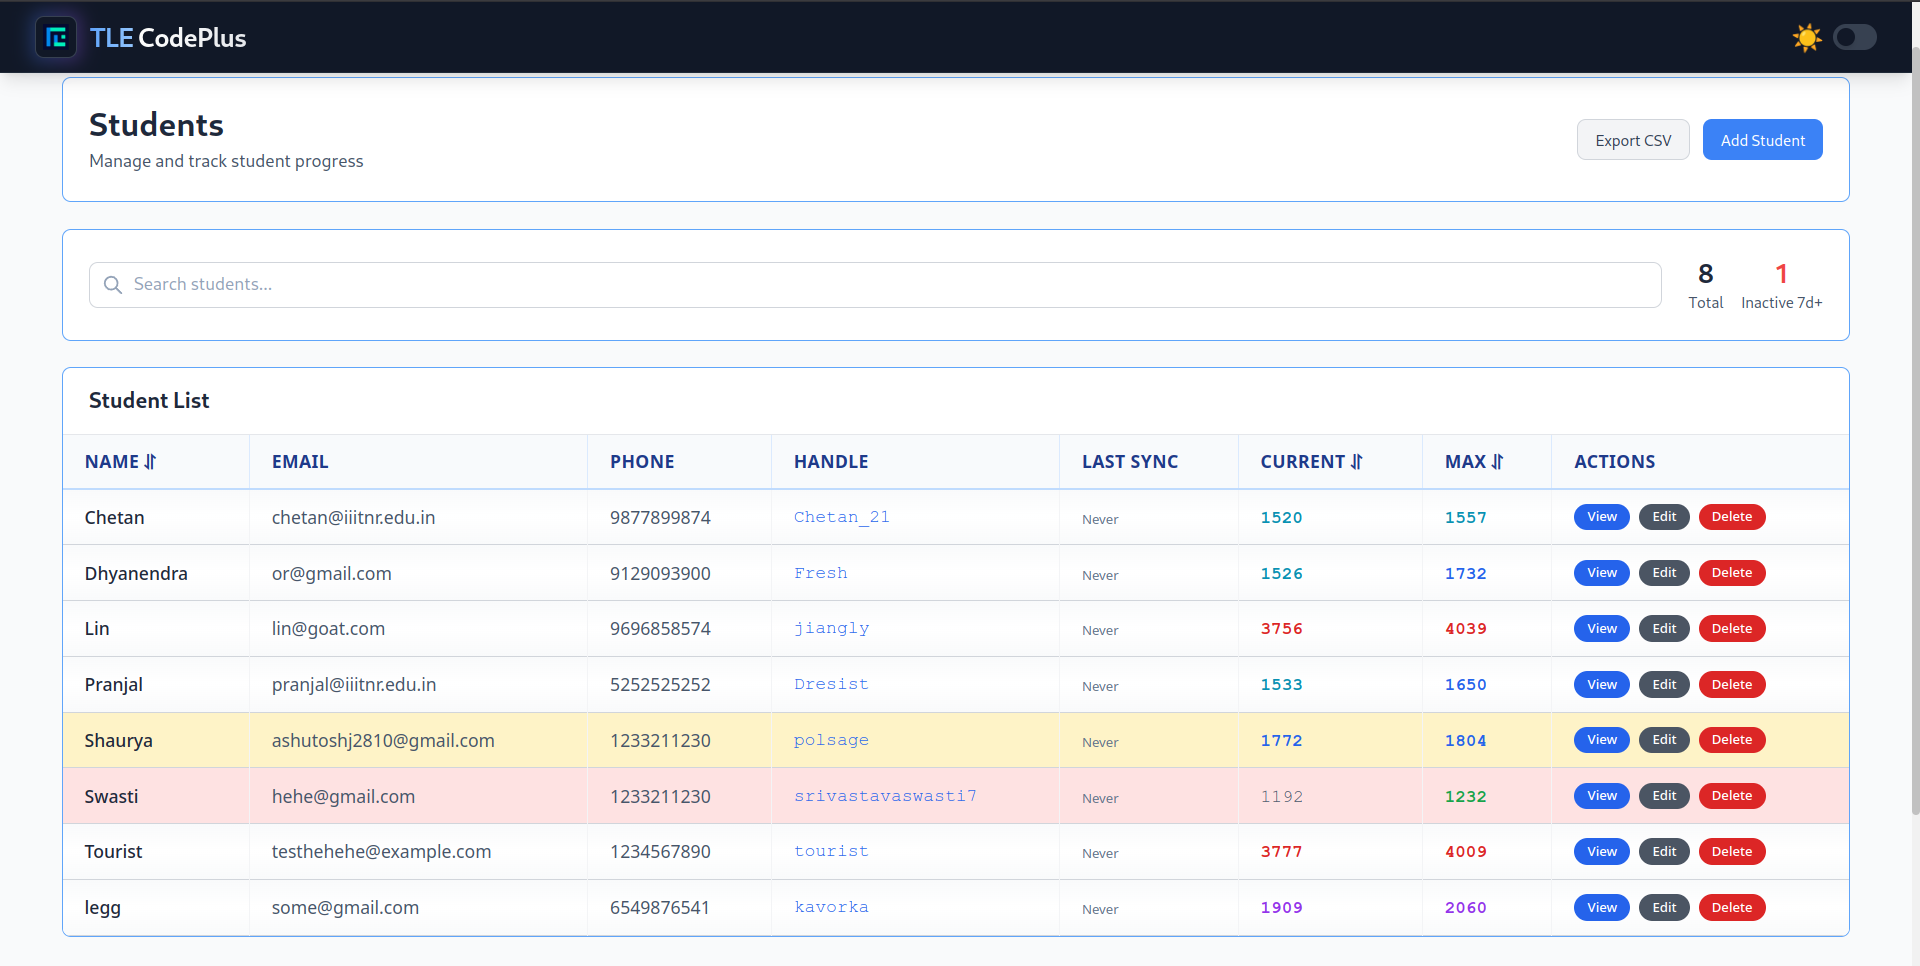 TLE CodePlus
Students
Manage and track student progress
Export CSV
Add Student
Search students...
8
Total
1
Inactive 7d+
Student List
NAME EMAIL PHONE HANDLE LAST SYNC CURRENT MAX ACTIONS
Chetan chetan@iiitnr.edu.in 9877899874 Chetan_21 Never 1520 1557 View Edit Delete
Dhyanendra or@gmail.com 9129093900 Fresh Never 1526 1732 View Edit Delete
Lin lin@goat.com 9696858574 jiangly Never 3756 4039 View Edit Delete
Pranjal pranjal@iiitnr.edu.in 5252525252 Dresist Never 1533 1650 View Edit Delete
Shaurya ashutoshj2810@gmail.com 1233211230 polsage Never 1772 1804 View Edit Delete
Swasti hehe@gmail.com 1233211230 srivastavaswasti7 Never 1192 1232 View Edit Delete
Tourist testhehehe@example.com 1234567890 tourist Never 3777 4009 View Edit Delete
legg some@gmail.com 6549876541 kavorka Never 1909 2060 View Edit Delete